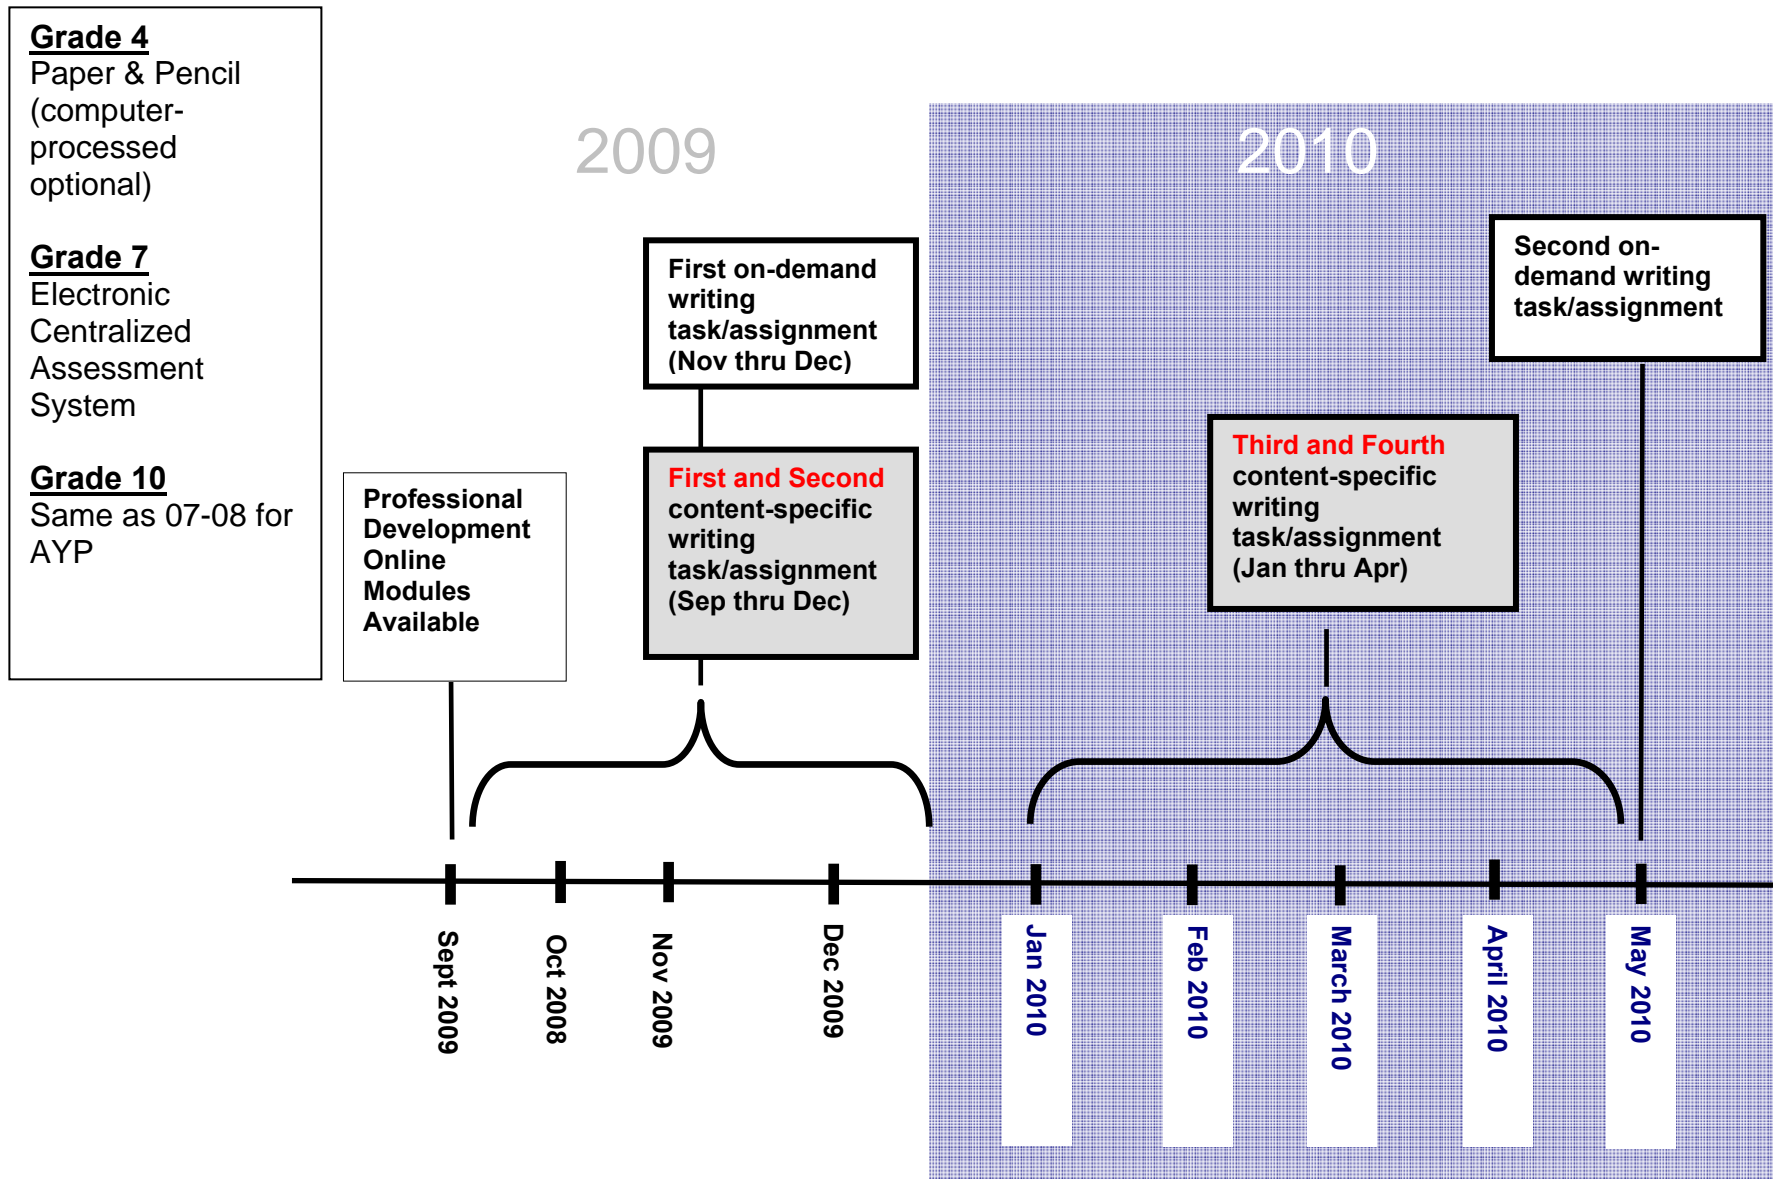 Grade 4
Paper & Pencil
(computer-
processed
optional)
Grade 7
Electronic
Centralized
Assessment
System
Grade 10
Same as 07-08 for
AYP
2009
2010
First on-demand
writing
task/assignment
(Nov thru Dec)
Second on-
demand writing
task/assignment
Professional
Development
Online
Modules
Available
First and Second
content-specific
writing
task/assignment
(Sep thru Dec)
Third and Fourth
content-specific
writing
task/assignment
(Jan thru Apr)
Sept 2009
Oct 2008
Nov 2009
Dec 2009
Jan 2010
Feb 2010
March 2010
April 2010
May 2010